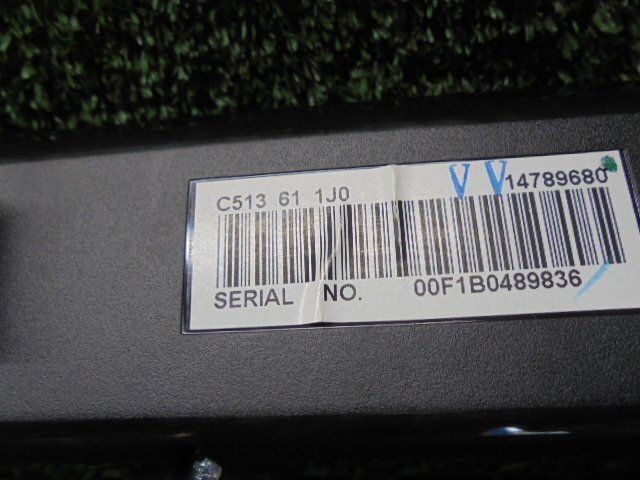 C513 61 1J0 V V 14789680
SERIAL NO. 00F1B0489836